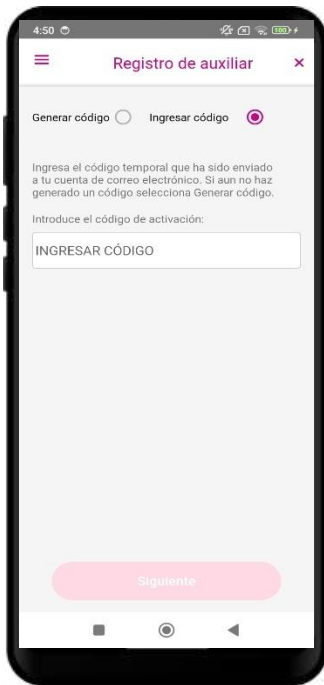 4:50
100
Registro de auxiliar
×
Generar código
Ingresar código
Ingresa el código temporal que ha sido enviado
a tu cuenta de correo electrónico. Si aun no haz
generado un código selecciona Generar código.
Introduce el código de activación:
INGRESAR CÓDIGO
Siguiente